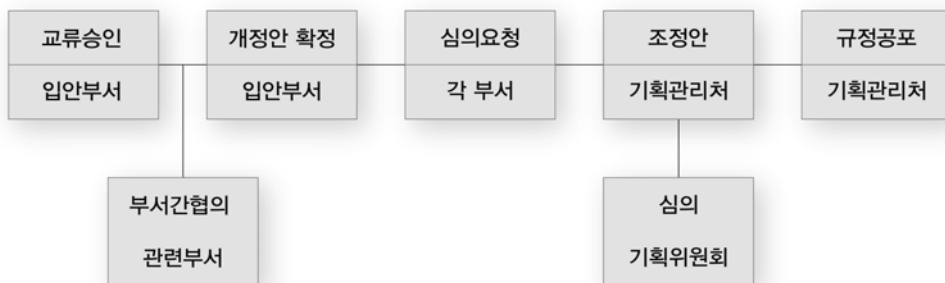 교류승인
입안부서
개정안 확정
입안부서
심의요청
각 부서
조정안
기획관리처
규정공포
기획관리처
부서간협의
관련부서
심의
기획위원회